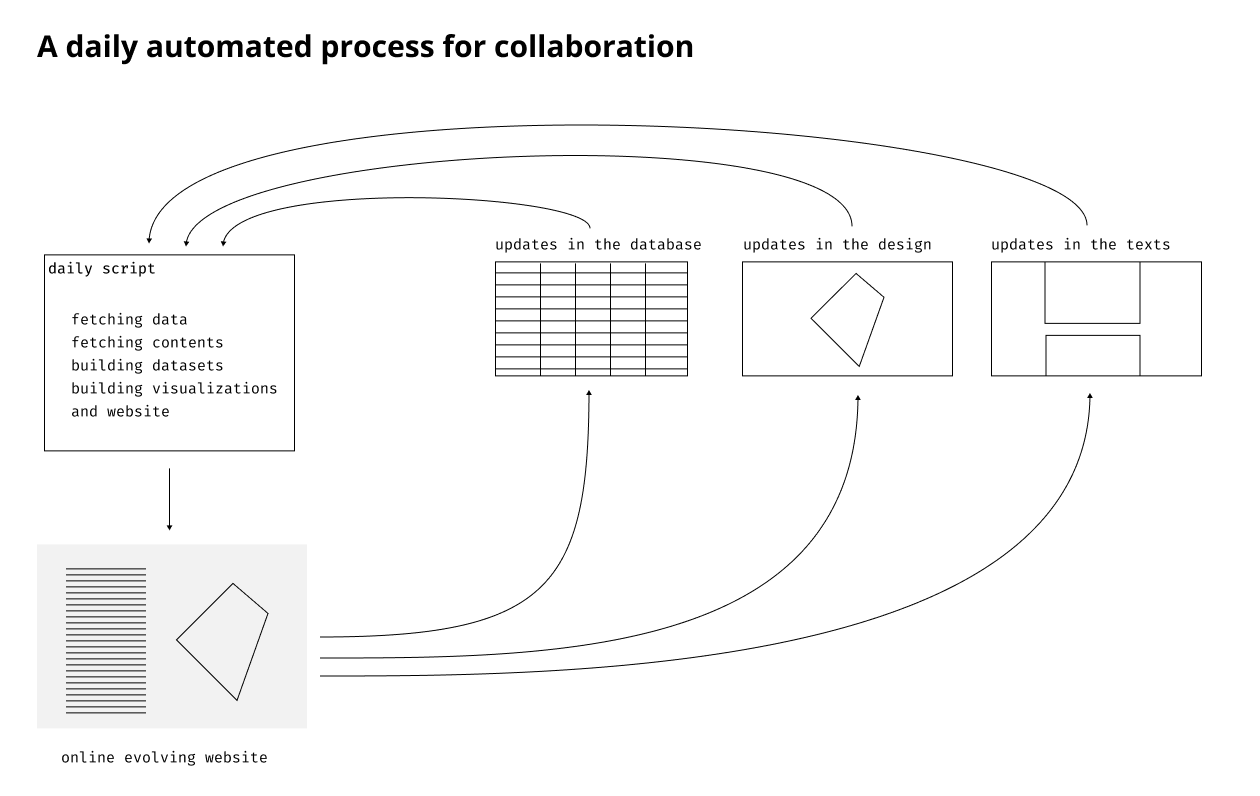 A daily automated process for collaboration
updates in the database
updates in the design
updates in the texts
daily script
fetching data
fetching contents
building datasets
building visualizations
and website
online evolving website